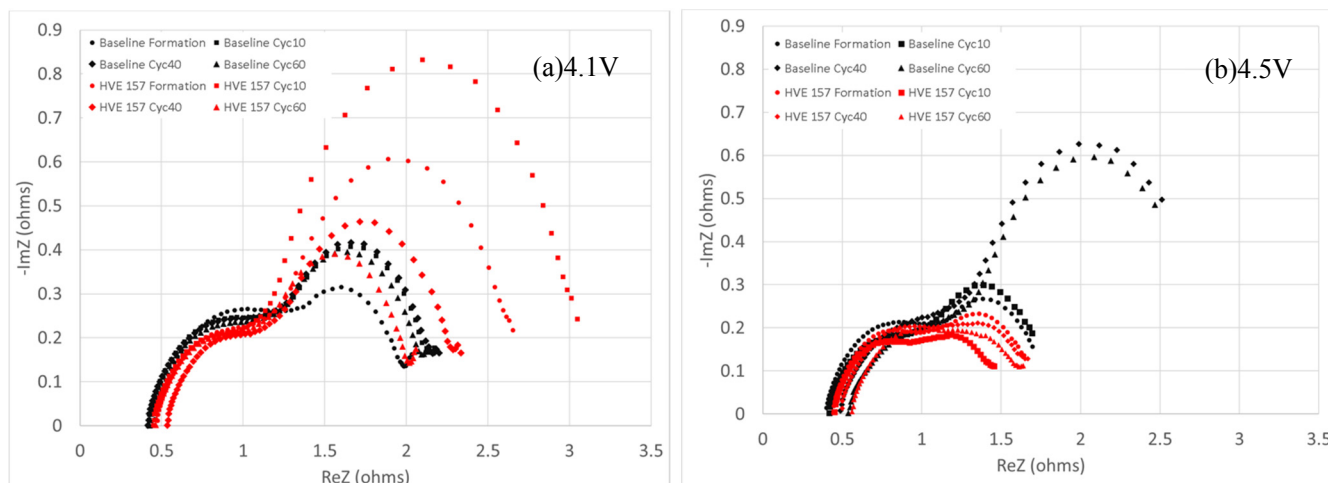 0.9
0.8
0.7
0.6
0.5
0.4
0.3
0.2
0.1
0
-ImZ (ohms)
Baseline Formation
Baseline Cyc10
Baseline Cyc40
Baseline Cyc60
HVE 157 Formation
HVE 157 Cyc10
HVE 157 Cyc40
HVE 157 Cyc60
(a)4.1V
0 0.5 1 1.5 2 2.5 3 3.5
ReZ (ohms)
0.9
0.8
0.7
0.6
0.5
0.4
0.3
0.2
0.1
0
-ImZ (ohms)
Baseline Formation
Baseline Cyc10
Baseline Cyc40
Baseline Cyc60
HVE 157 Formation
HVE 157 Cyc10
HVE 157 Cyc40
HVE 157 Cyc60
(b)4.5V
0 0.5 1 1.5 2 2.5 3 3.5
ReZ (ohms)